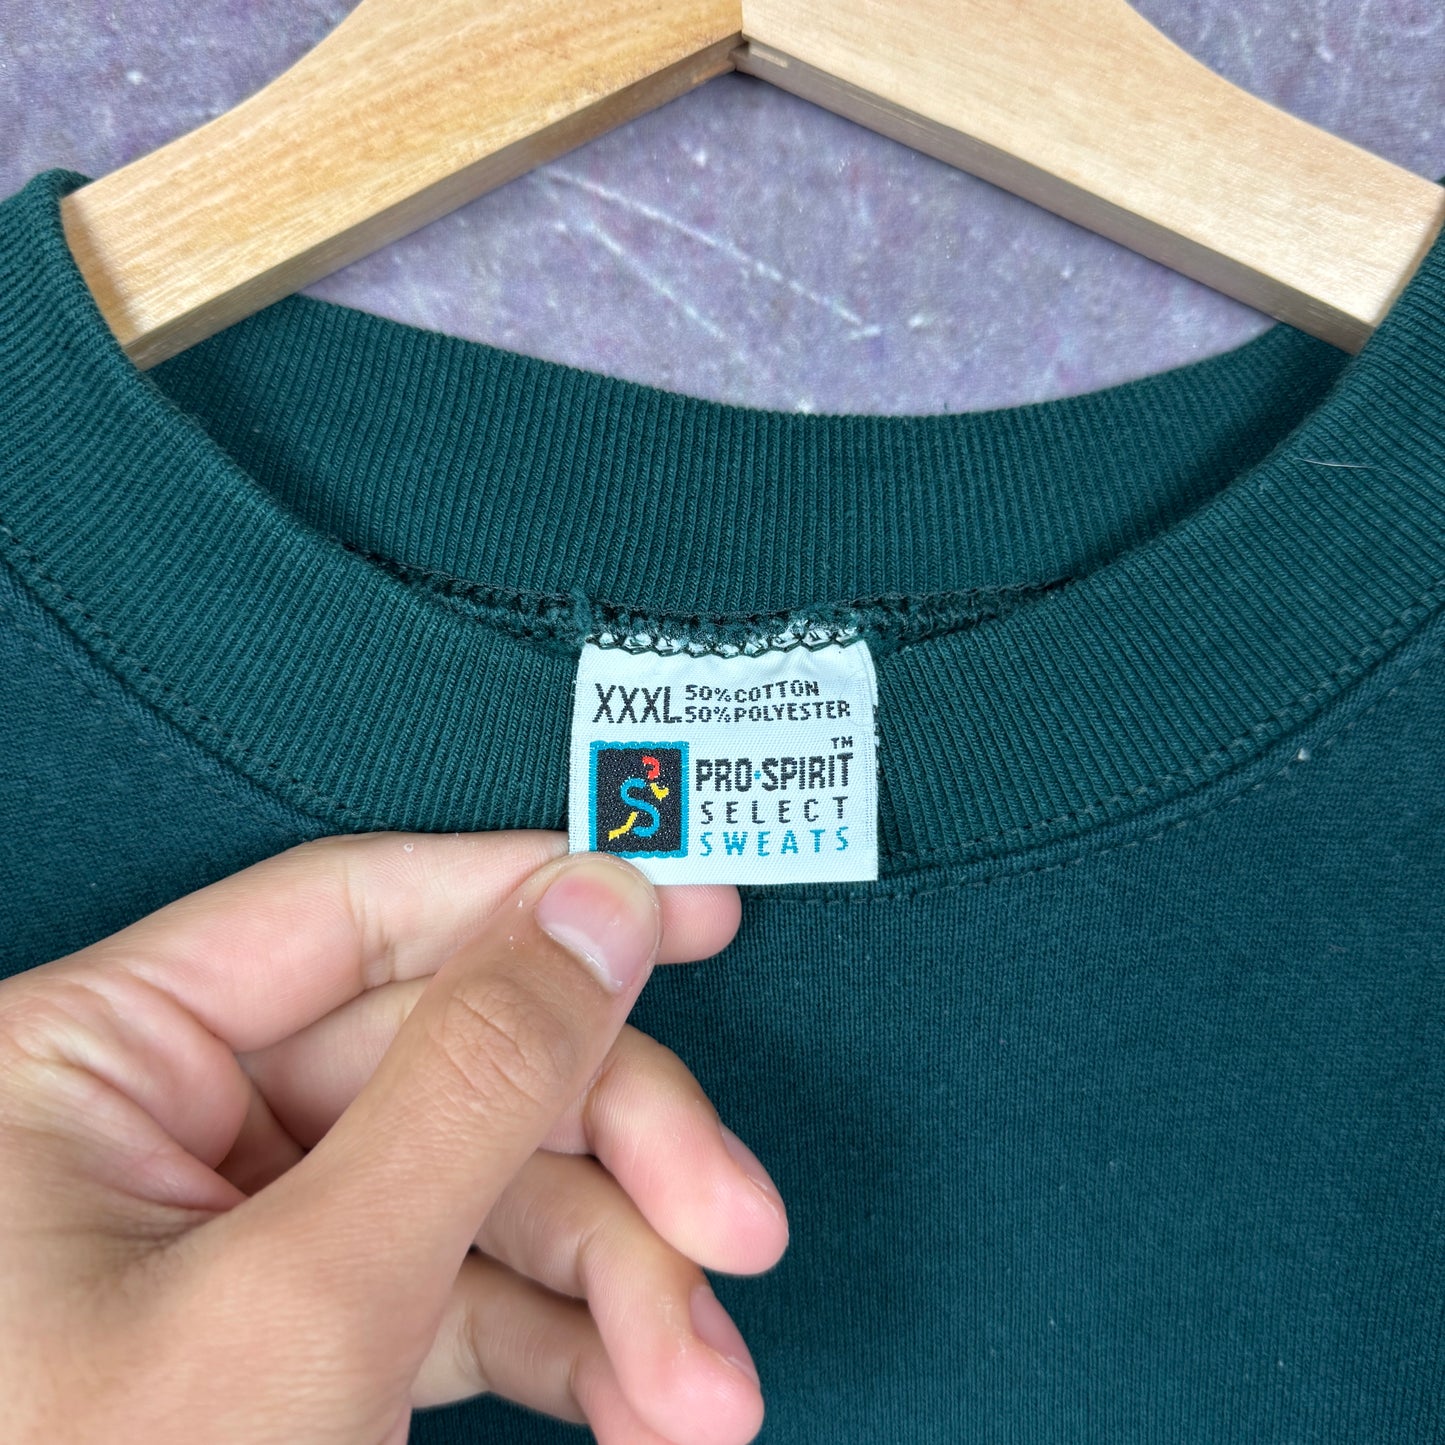 XXXL 50% COTTON
50% POLYESTER
PRO·SPIRIT™
SELECT
SWEATS